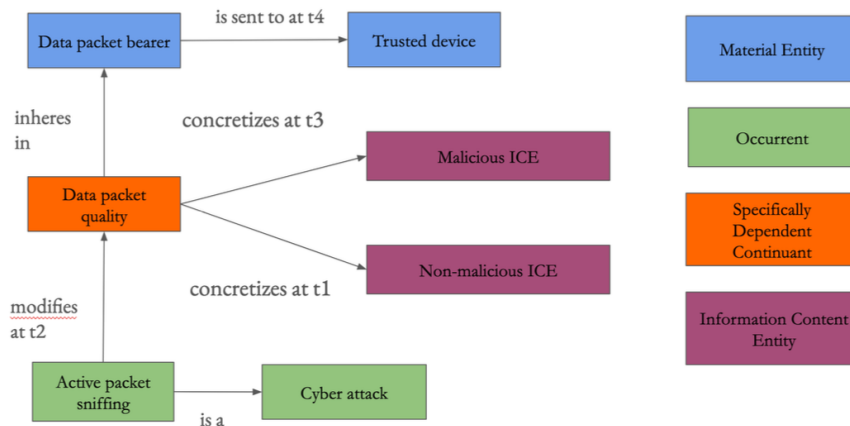 is sent to at t4
Data packet bearer
Trusted device
Material Entity
inheres
in
concretizes at t3
Malicious ICE
Occurrent
Data packet
quality
Specifically
Dependent
Continuant
Non-malicious ICE
concretizes at t1
modifies
at t2
Information Content
Entity
Active packet
sniffing
Cyber attack
is a